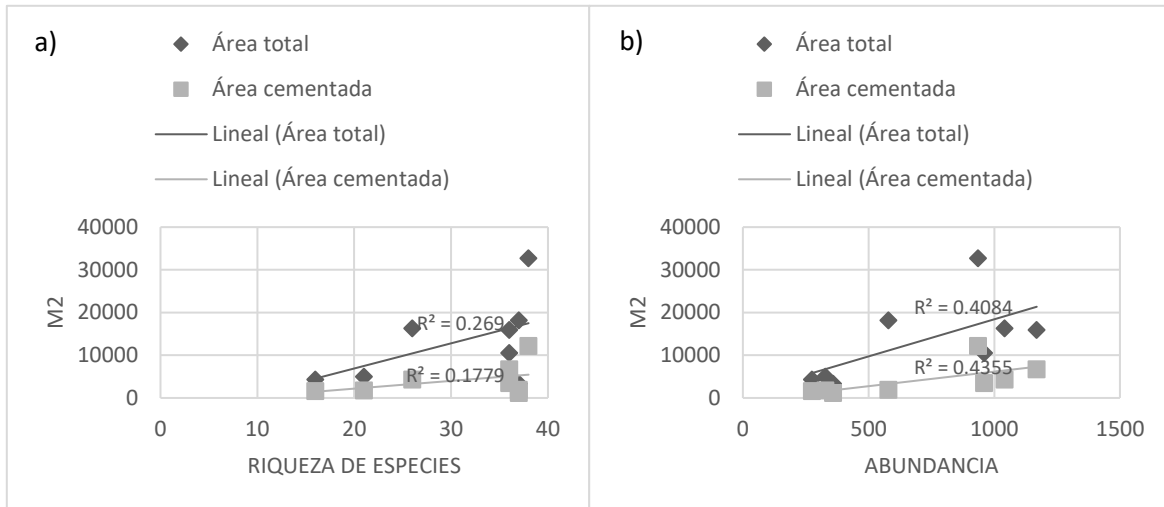 a)
Área total
Área cementada
Lineal (Área total)
Lineal (Área cementada)
40000
30000
20000
10000
0
M2
R² = 0.269
R² = 0.1779
0 10 20 30 40
RIQUEZA DE ESPECIES
b)
Área total
Área cementada
Lineal (Área total)
Lineal (Área cementada)
40000
30000
20000
10000
0
M2
R² = 0.4084
R² = 0.4355
0 500 1000 1500
ABUNDANCIA